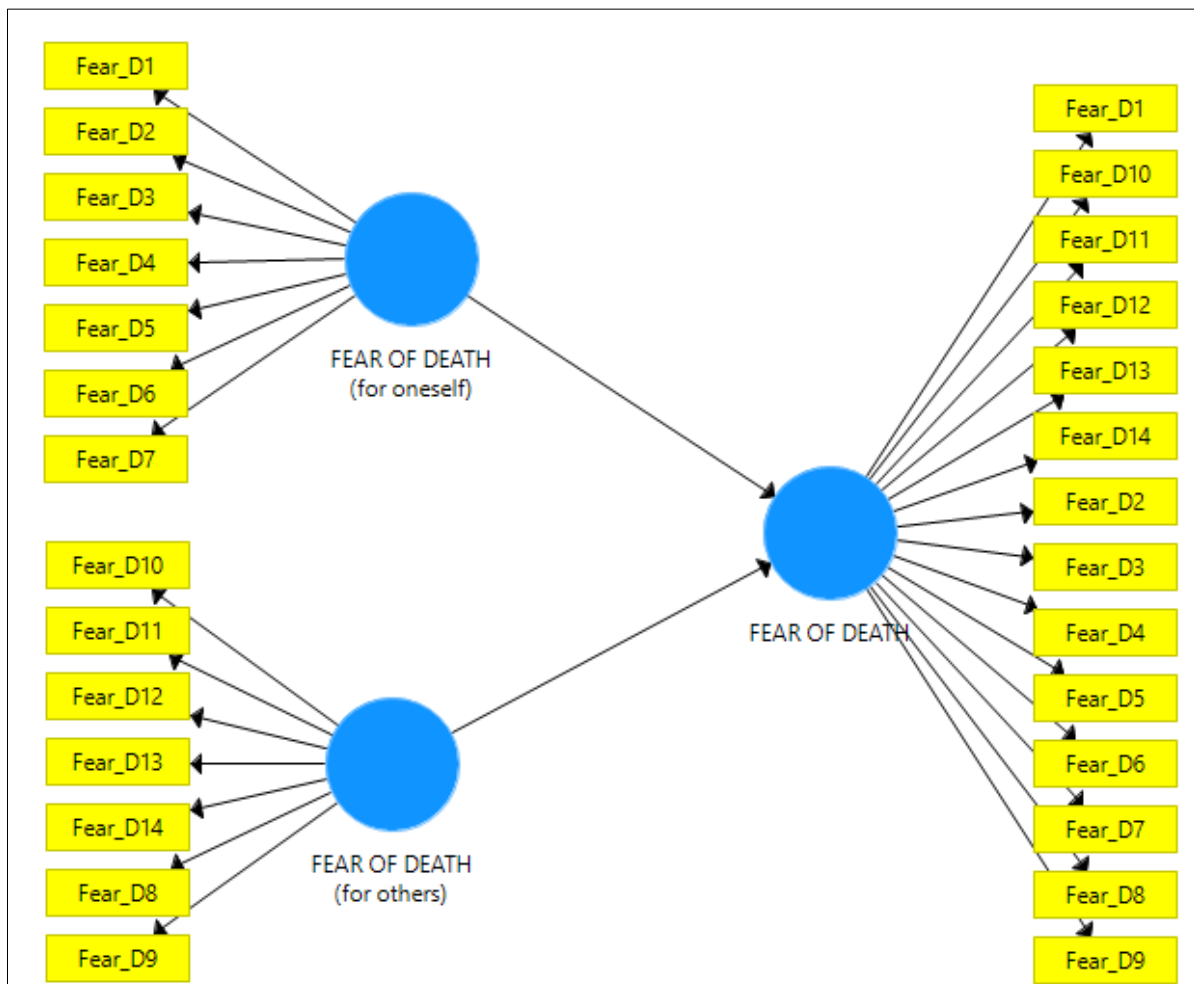 Fear_D1
Fear_D2
Fear_D3
Fear_D4
Fear_D5
Fear_D6
Fear_D7
FEAR OF DEATH
(for oneself)
Fear_D10
Fear_D11
Fear_D12
Fear_D13
Fear_D14
Fear_D8
Fear_D9
FEAR OF DEATH
(for others)
FEAR OF DEATH
Fear_D1
Fear_D10
Fear_D11
Fear_D12
Fear_D13
Fear_D14
Fear_D2
Fear_D3
Fear_D4
Fear_D5
Fear_D6
Fear_D7
Fear_D8
Fear_D9